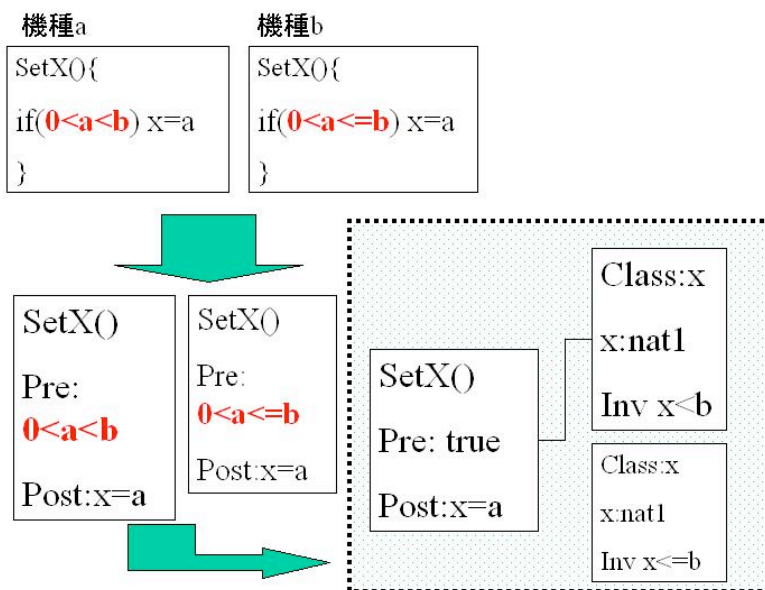 機種a
SetX(){
if(0<a<b) x=a
}
機種b
SetX(){
if(0<a<=b) x=a
}
SetX()
Pre:
0<a<b
Post:x=a
SetX()
Pre:
0<a<=b
Post:x=a
SetX()
Pre: true
Post:x=a
Class:x
x:nat1
Inv x<b
Class:x
x:nat1
Inv x<=b